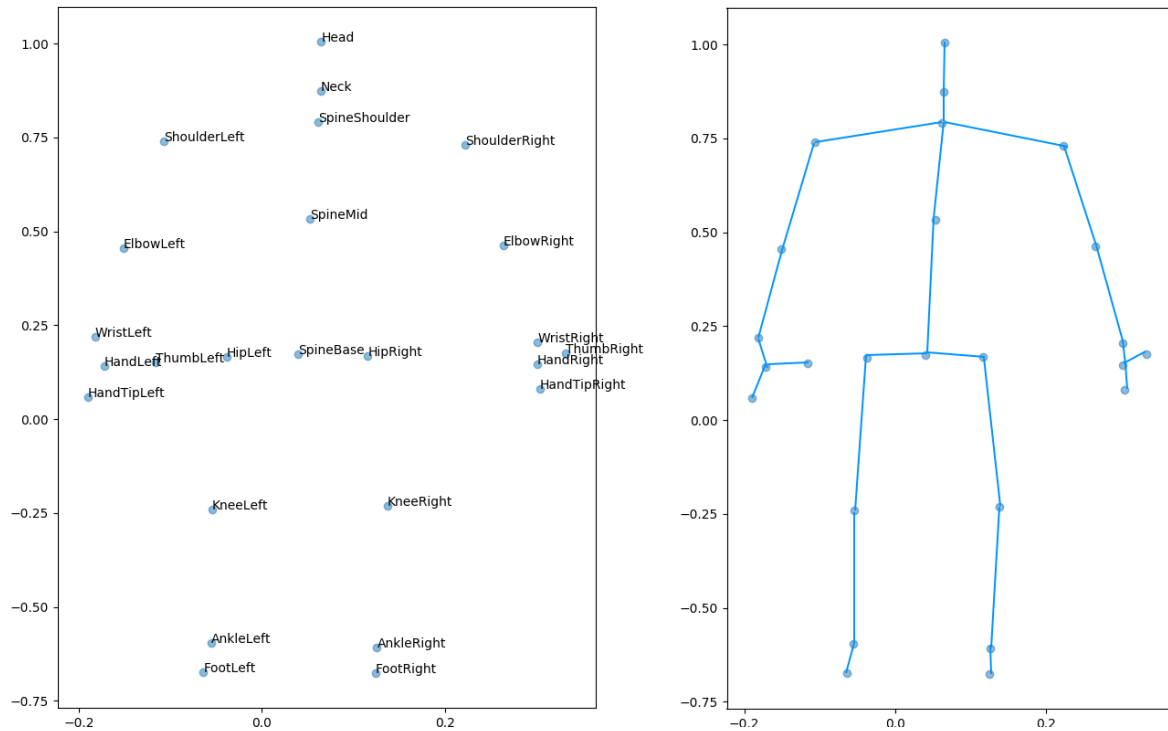 1.00
0.75
0.50
0.25
0.00
−0.25
−0.50
−0.75
−0.2
0.0
0.2
Head
Neck
SpineShoulder
ShoulderLeft
ShoulderRight
SpineMid
ElbowLeft
ElbowRight
WristLeft
WristRight
ThumbRight
HandLeft
ThumbLeft
HipLeft
SpineBase
HipRight
HandRight
HandTipLeft
HandTipRight
KneeLeft
KneeRight
AnkleLeft
AnkleRight
FootLeft
FootRight
1.00
0.75
0.50
0.25
0.00
−0.25
−0.50
−0.75
−0.2
0.0
0.2